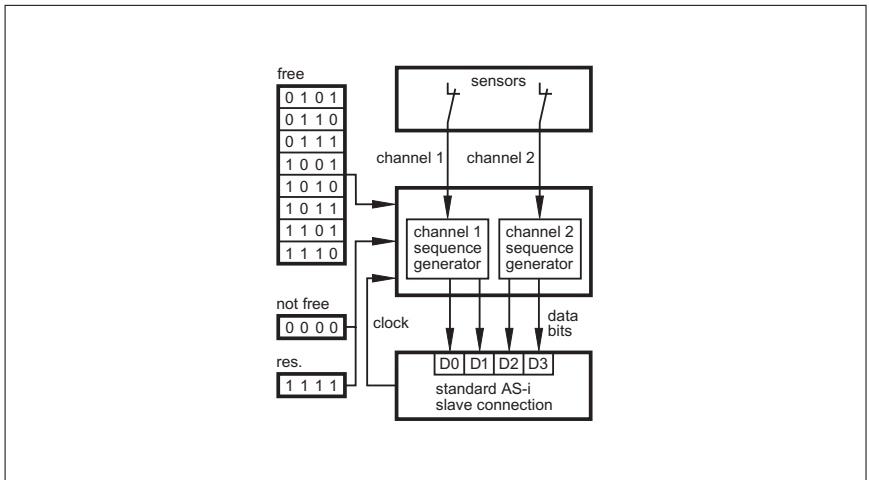 free
0 1 0 1
0 1 1 0
0 1 1 1
1 0 0 1
1 0 1 0
1 0 1 1
1 1 0 1
1 1 1 0
not free
0 0 0 0
res.
1 1 1 1
sensors
channel 1
channel 2
channel 1
sequence
generator
channel 2
sequence
generator
clock
data
bits
D0 D1 D2 D3
standard AS-i
slave connection